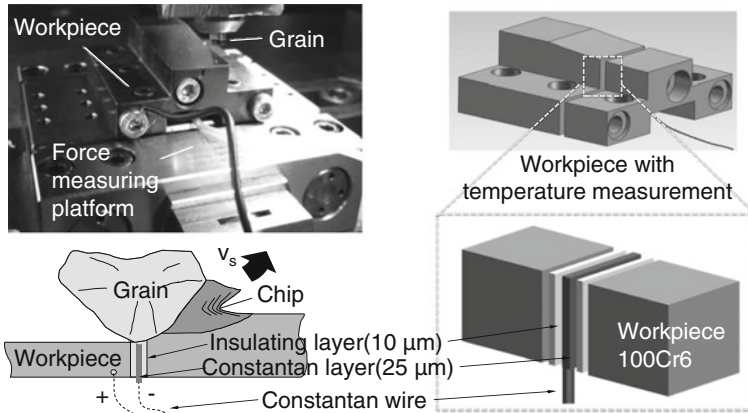 Workpiece
Grain
Force
measuring
platform
Workpiece with
temperature measurement
vs
Grain
Chip
Workpiece
Insulating layer(10 µm)
Constantan layer(25 µm)
Constantan wire
+
-
Workpiece
100Cr6